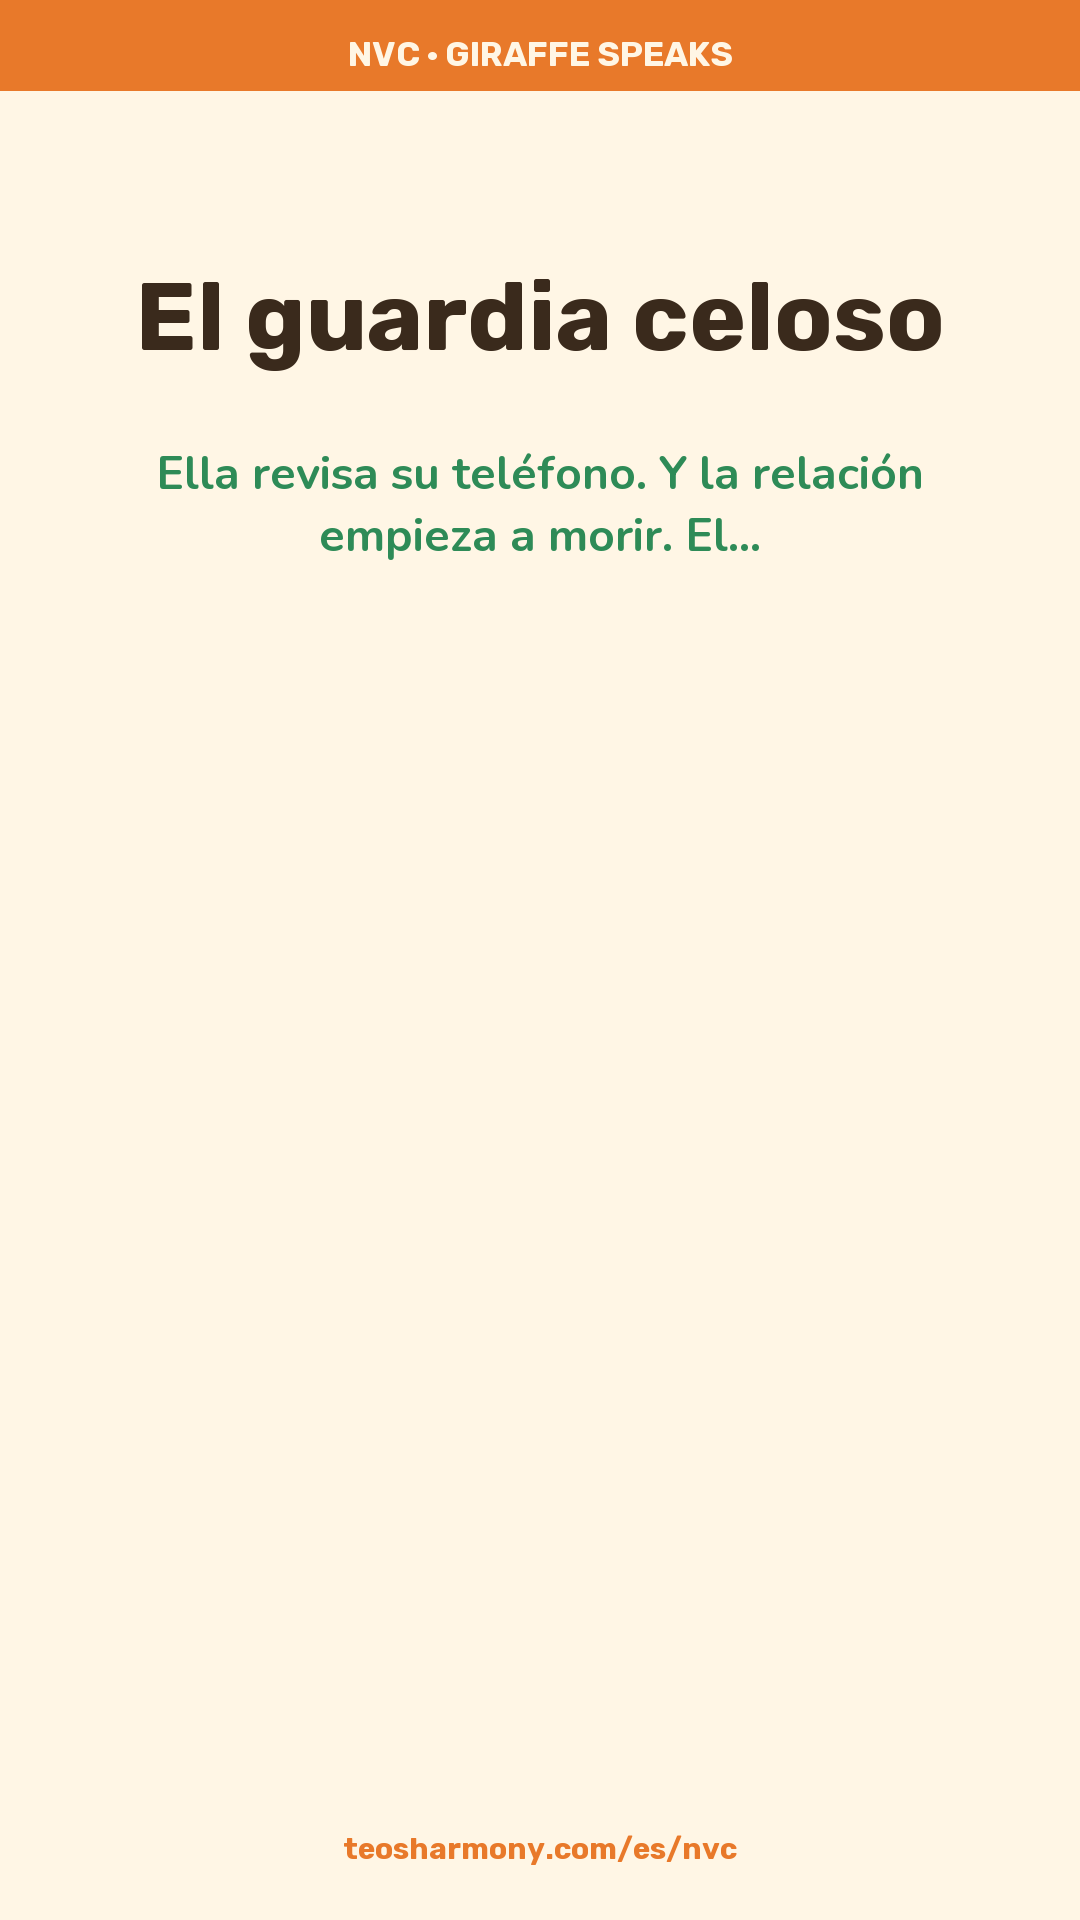 NVC • GIRAFFE SPEAKS
El guardia celoso
Ella revisa su teléfono. Y la relación
empieza a morir. El...
teosharmony.com/es/nvc